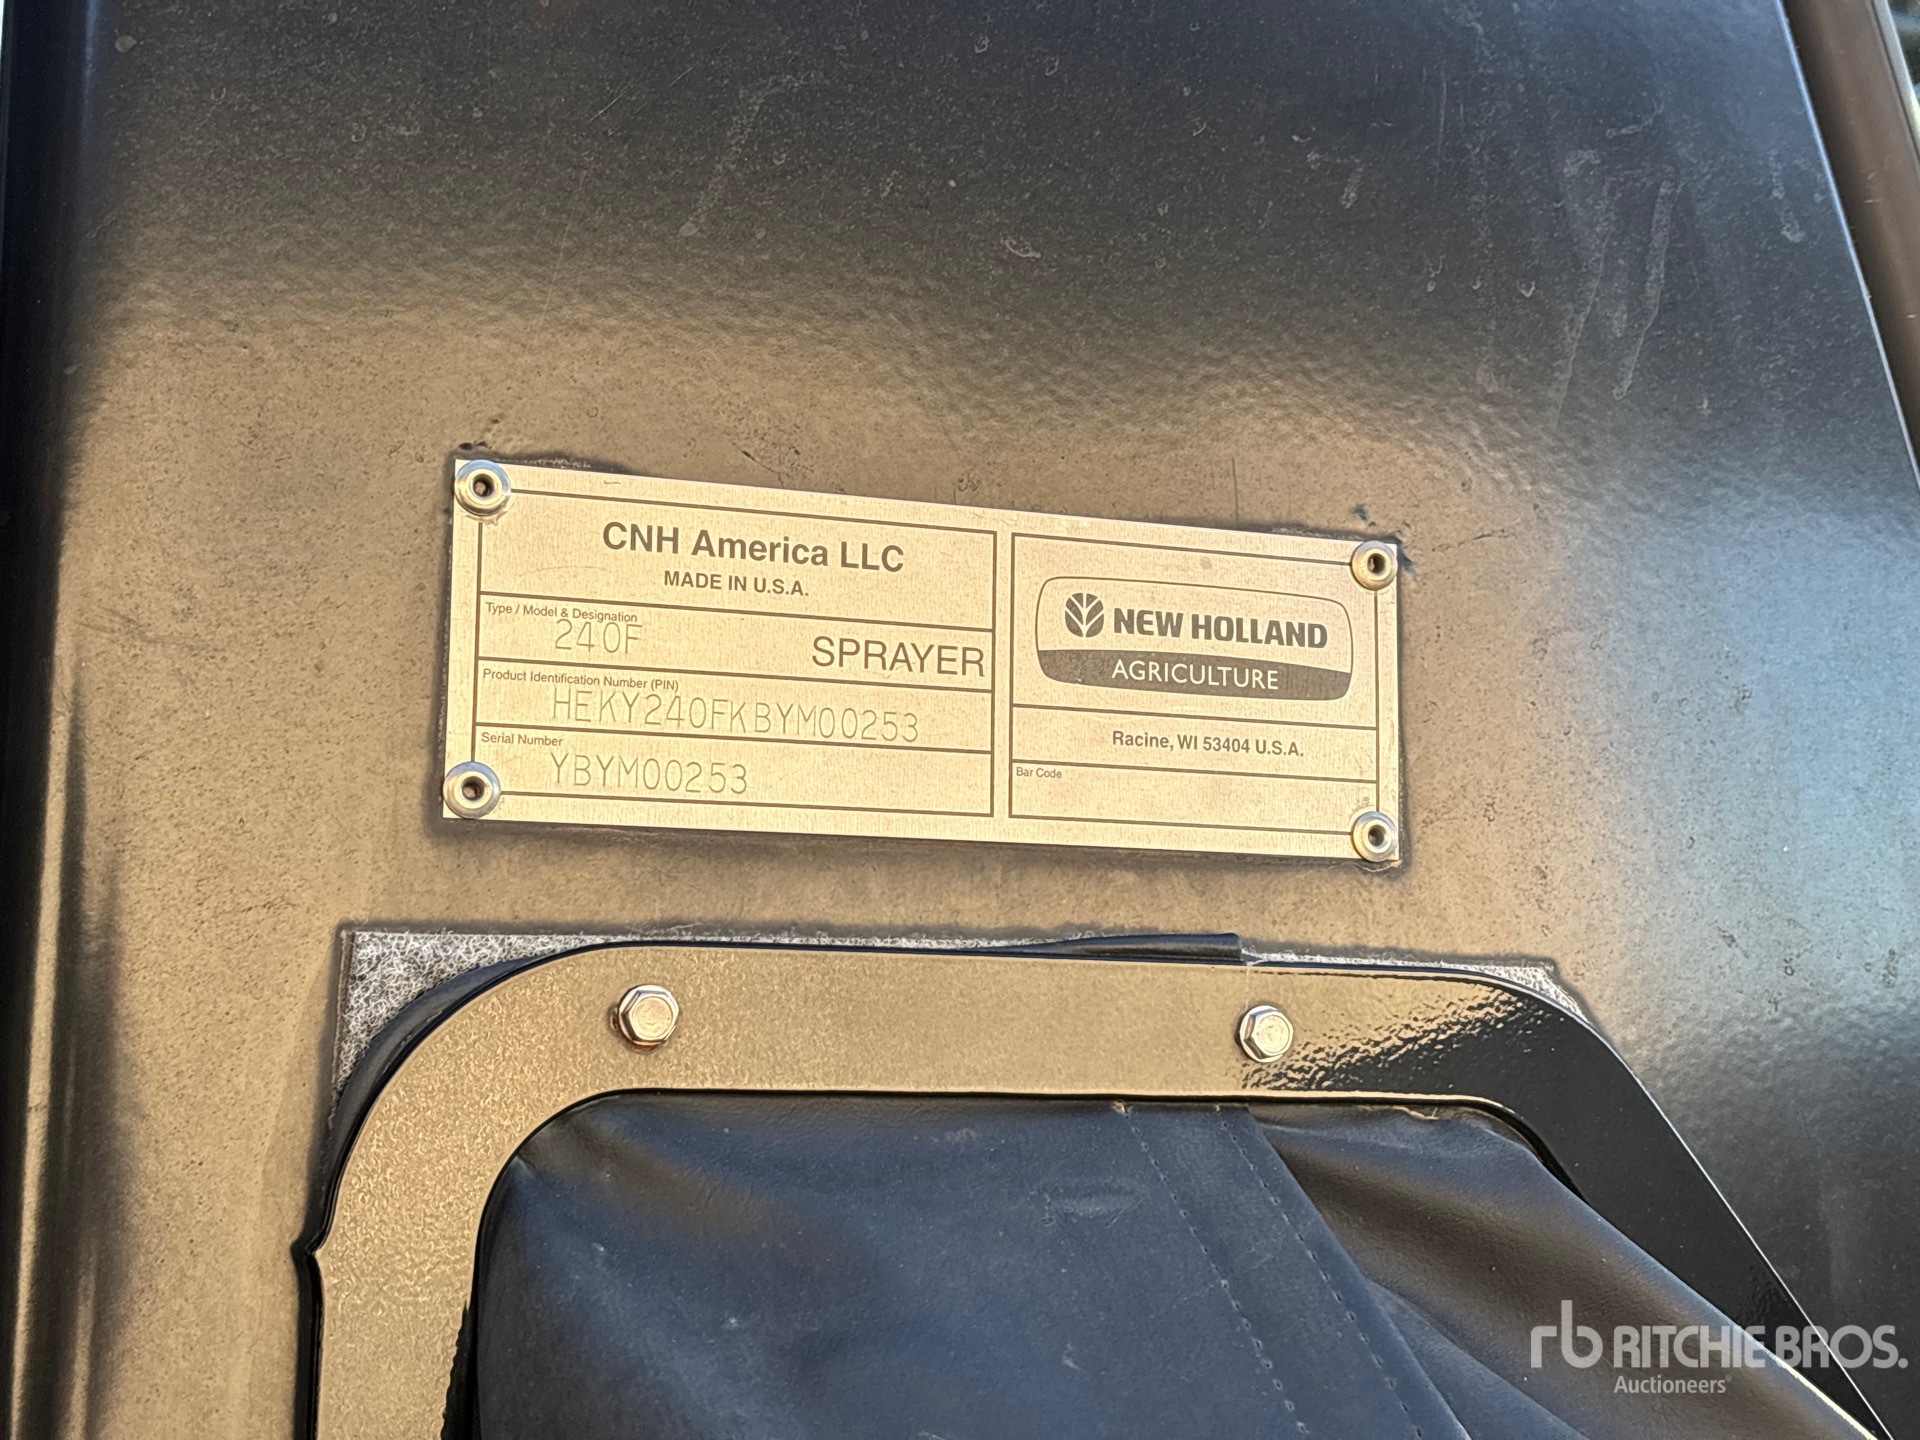 CNH America LLC
MADE IN U.S.A.
Type / Model & Designation
240F SPRAYER
Product Identification Number (PIN)
HEKY240FKBYM00253
Serial Number
YBYM00253
NEW HOLLAND
AGRICULTURE
Racine, WI 53404 U.S.A.
Bar Code
rb RITCHIE BROS.
Auctioneers